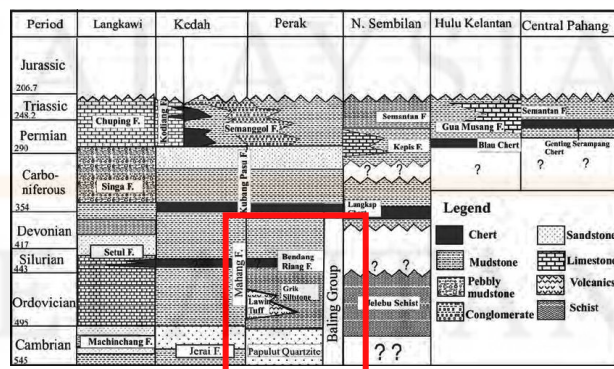 Period Langkawi Kedah Perak N. Sembilan Hulu Kelantan Central Pahang
Jurassic
206.7
Triassic
248.2
Permian
290
Carbo-
niferous
354
Devonian
417
Silurian
443
Ordovician
495
Cambrian
545
Chuping F.
Singa F.
Setul F.
Machinchang F.
Kodiang F.
Semanggol F.
Kubang Pasu F.
Mahang F.
Jerai F.
Bendang
Riang F.
Grik
Siltstone
Lawin
Tuff
Baling Group
Papulut Quartzite
Semantan F
Kepis F.
? ?
Langkap
? ?
Jelebu Schist
? ?
Gua Musang F.
Blau Chert
?
Semantan F.
Genting Serampang
Chert
? ?
Legend
Chert
Mudstone
Pebbly
mudstone
Conglomerate
Sandstone
Limestone
Volcanics
Schist